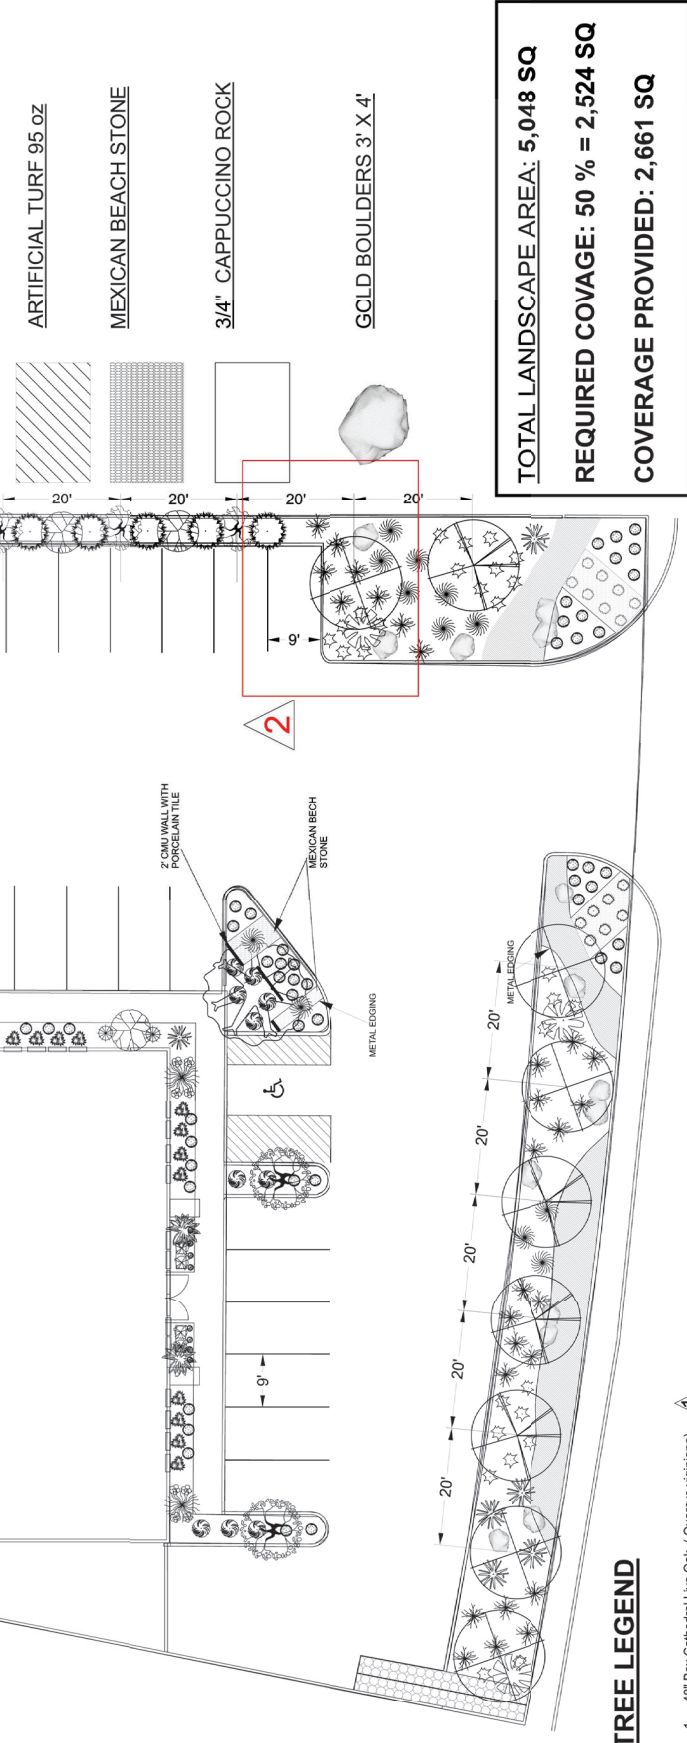 ARTIFICIAL TURF 95 oz
MEXICAN BEACH STONE
3/4" CAPPUCCINO ROCK
GOLD BOULDERS 3' X 4'
TOTAL LANDSCAPE AREA: 5,048 SQ
REQUIRED COVAGE: 50 % = 2,524 SQ
COVERAGE PROVIDED: 2,661 SQ
20'
20'
20'
20'
9'
2
2' CMU WALL WITH
PORCELAIN TILE
MEXICAN BECH
STONE
METAL EDGING
METAL EDGING
20'
20'
20'
20'
20'
9'
TREE LEGEND